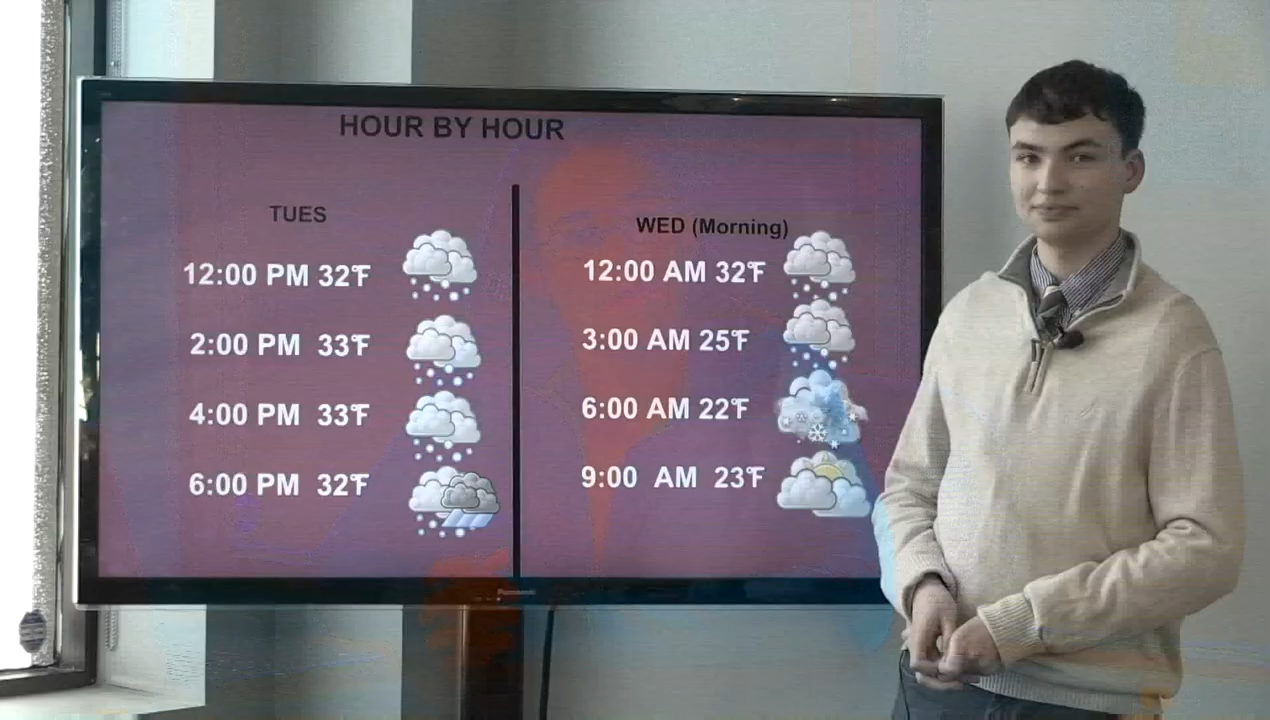 HOUR BY HOUR
TUES
12:00 PM 32°F
2:00 PM 33°F
4:00 PM 33°F
6:00 PM 32°F
WED (Morning)
12:00 AM 32°F
3:00 AM 25°F
6:00 AM 22°F
9:00 AM 23°F
Panasonic